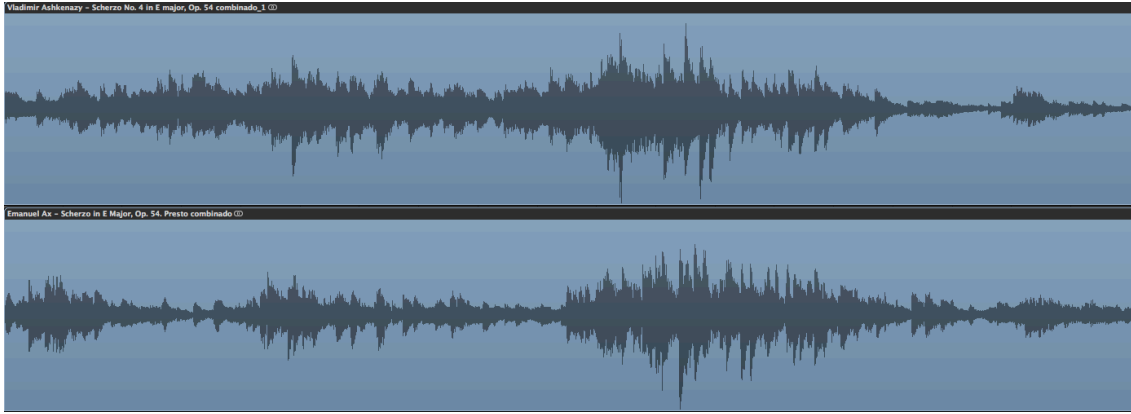 Vladimir Ashkenazy – Scherzo No. 4 in E major, Op. 54 combinado_1
Emanuel Ax – Scherzo in E Major, Op. 54. Presto combinado